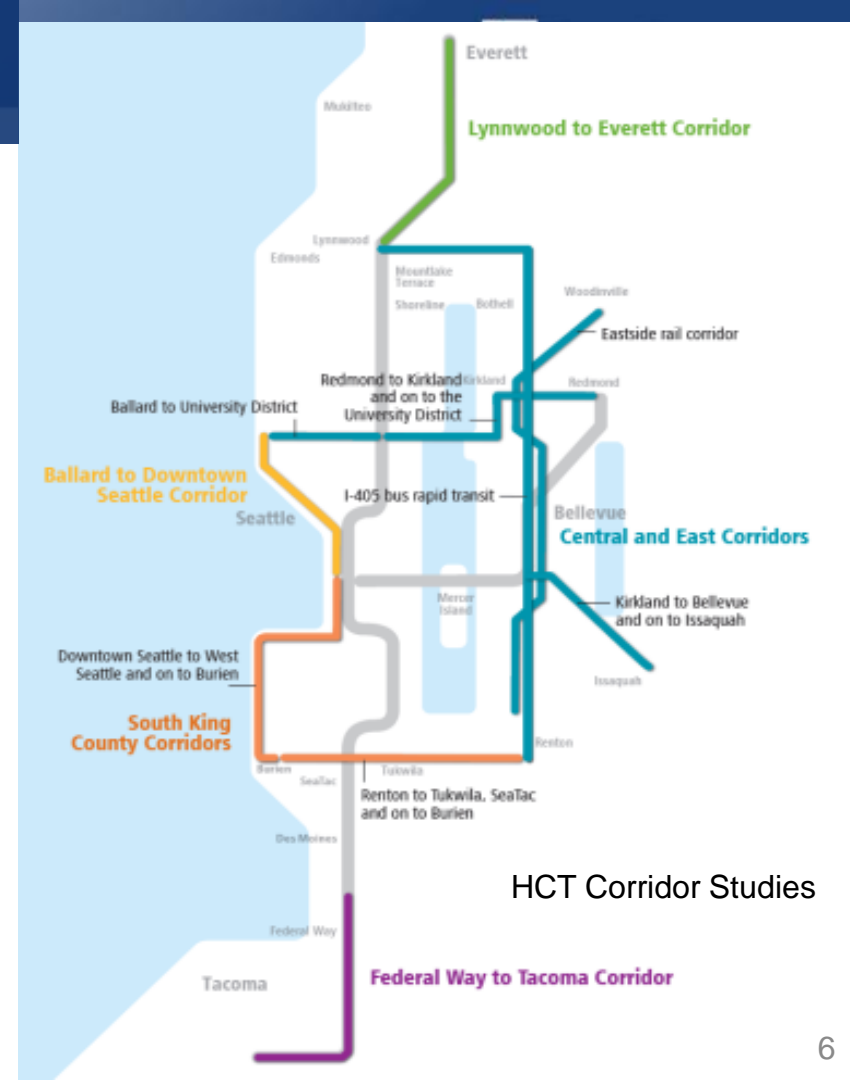 Everett
Mukilteo
Lynnwood to Everett Corridor
Lynnwood
Edmonds
Mountlake
Terrace
Shoreline
Bothell
Woodinville
Eastside rail corridor
Redmond to Kirkland
and on to the
University District
Kirkland
Redmond
Ballard to University District
Ballard to Downtown
Seattle Corridor
Seattle
I-405 bus rapid transit
Bellevue
Central and East Corridors
Mercer
Island
Kirkland to Bellevue
and on to Issaquah
Downtown Seattle to West
Seattle and on to Burien
Issaquah
South King
County Corridors
Renton
Burien
Tukwila
SeaTac
Renton to Tukwila, SeaTac
and on to Burien
Des Moines
HCT Corridor Studies
Federal Way
Tacoma
Federal Way to Tacoma Corridor
6